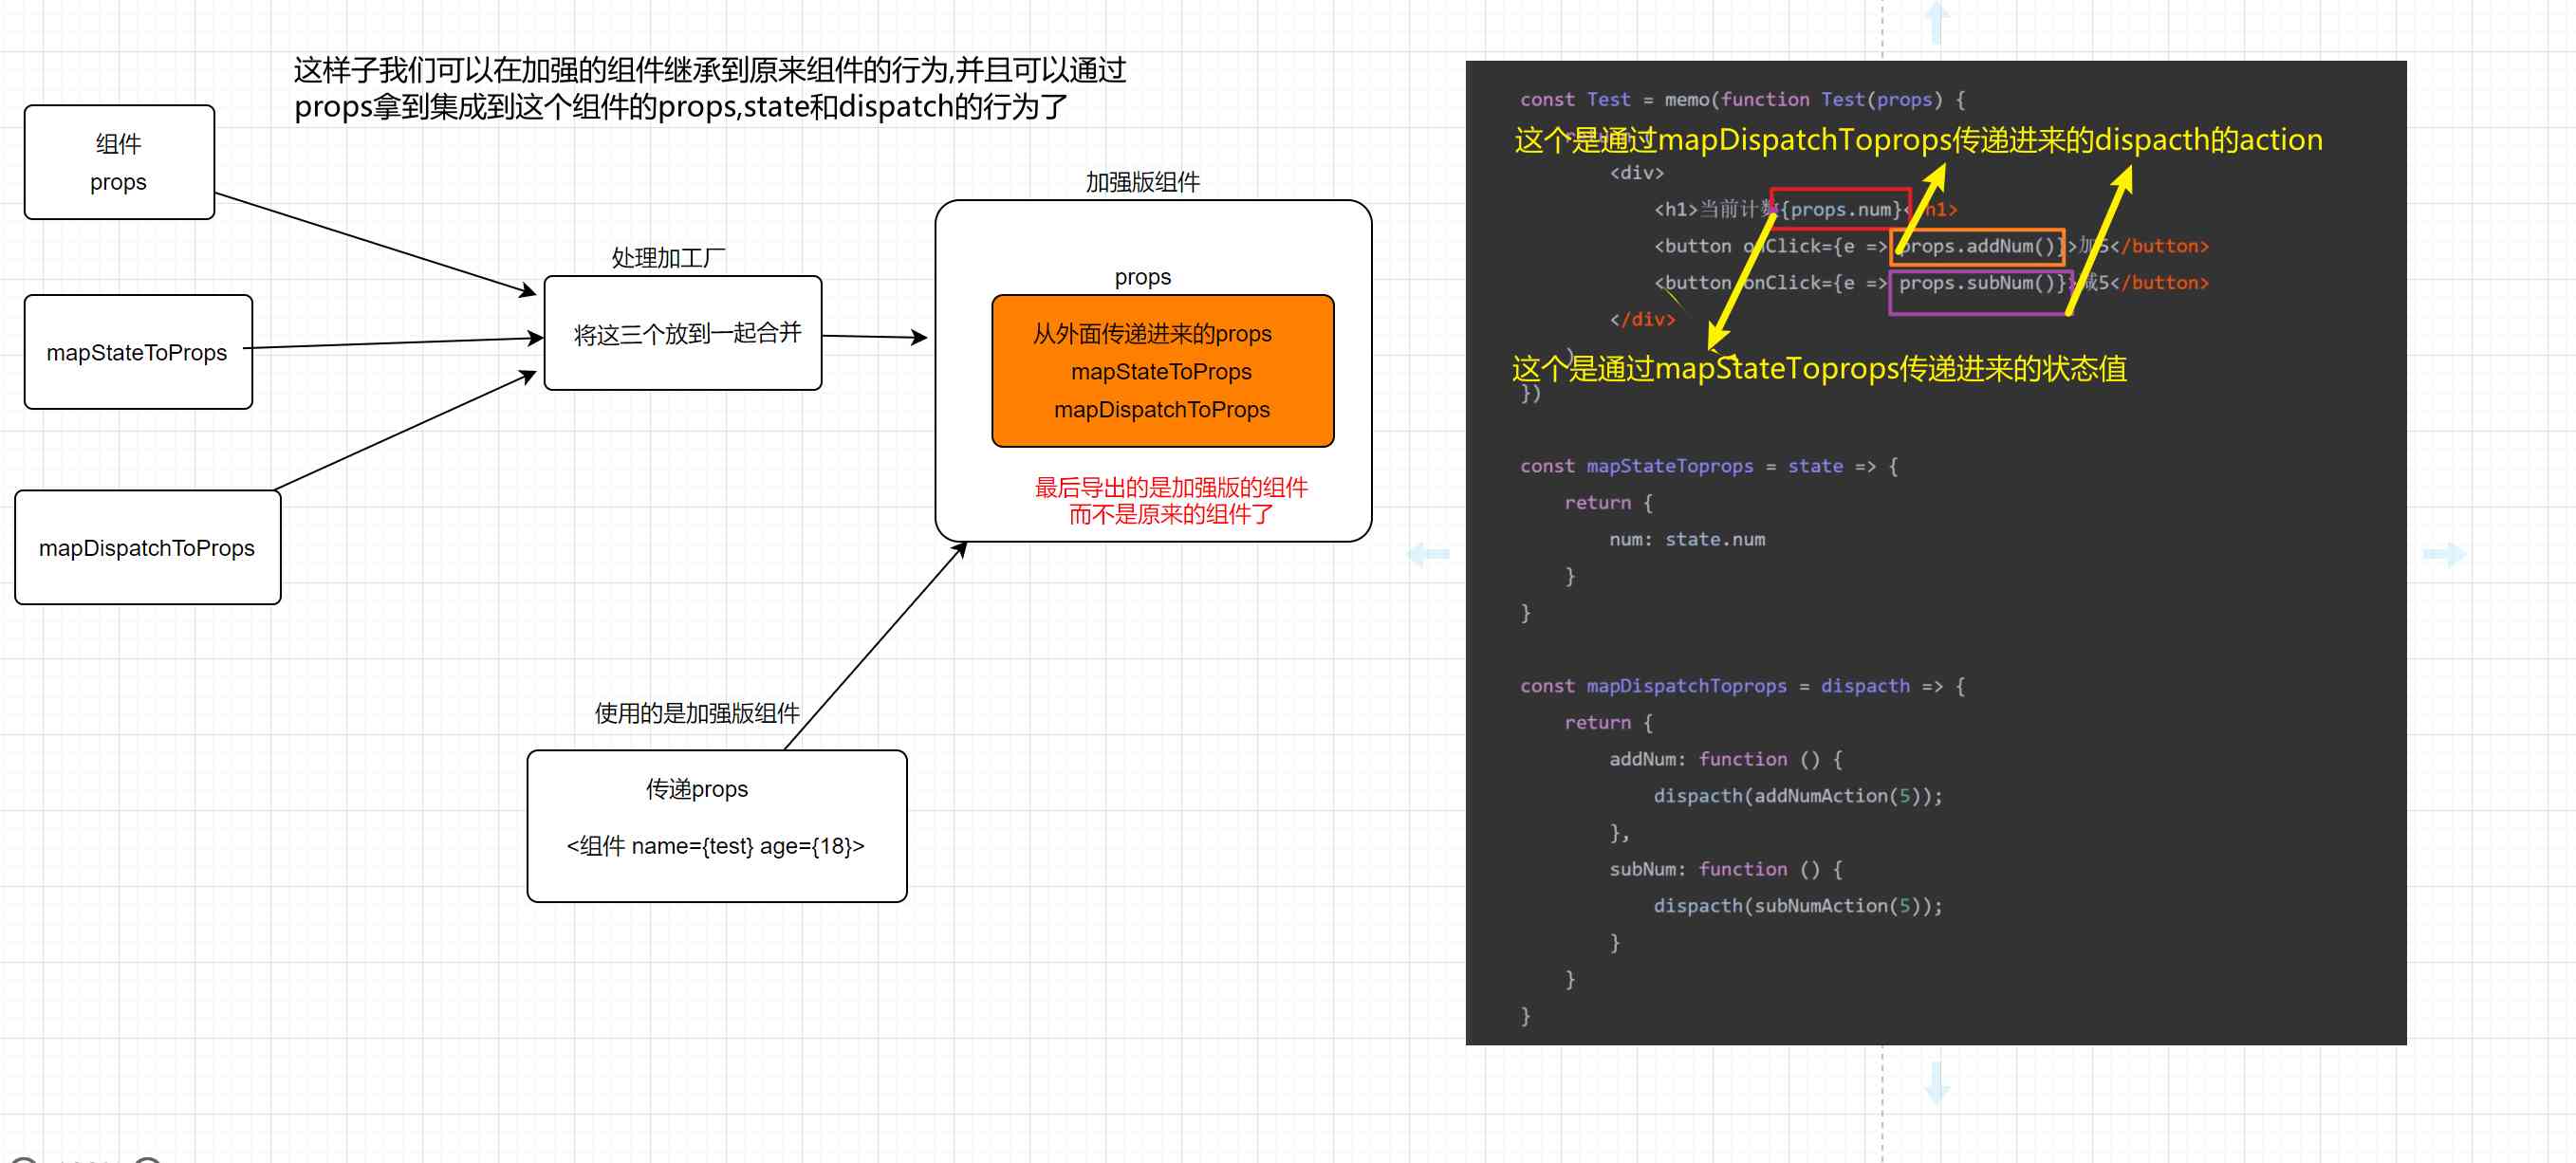 这样子我们可以在加强的组件继承到原来组件的行为,并且可以通过
props拿到集成到这个组件的props,state和dispatch的行为了
组件
props
mapStateToProps
mapDispatchToProps
处理加工厂
将这三个放到一起合并
加强版组件
props
从外面传递进来的props
mapStateToProps
mapDispatchToProps
最后导出的是加强版的组件
而不是原来的组件了
使用的是加强版组件
传递props
<组件 name={test} age={18}>
const Test = memo(function Test(props) {
这个是通过mapDispatchToprops传递进来的dispacth的action
<div>
<h1>当前计数{props.num}<h1>
<button onClick={e => props.addNum()}>加5</button>
<button onClick={e => props.subNum()}>减5</button>
</div>
)
这个是通过mapStateToprops传递进来的状态值
})
const mapStateToprops = state => {
return {
num: state.num
}
}
const mapDispatchToprops = dispacth => {
return {
addNum: function () {
dispacth(addNumAction(5));
},
subNum: function () {
dispacth(subNumAction(5));
}
}
}